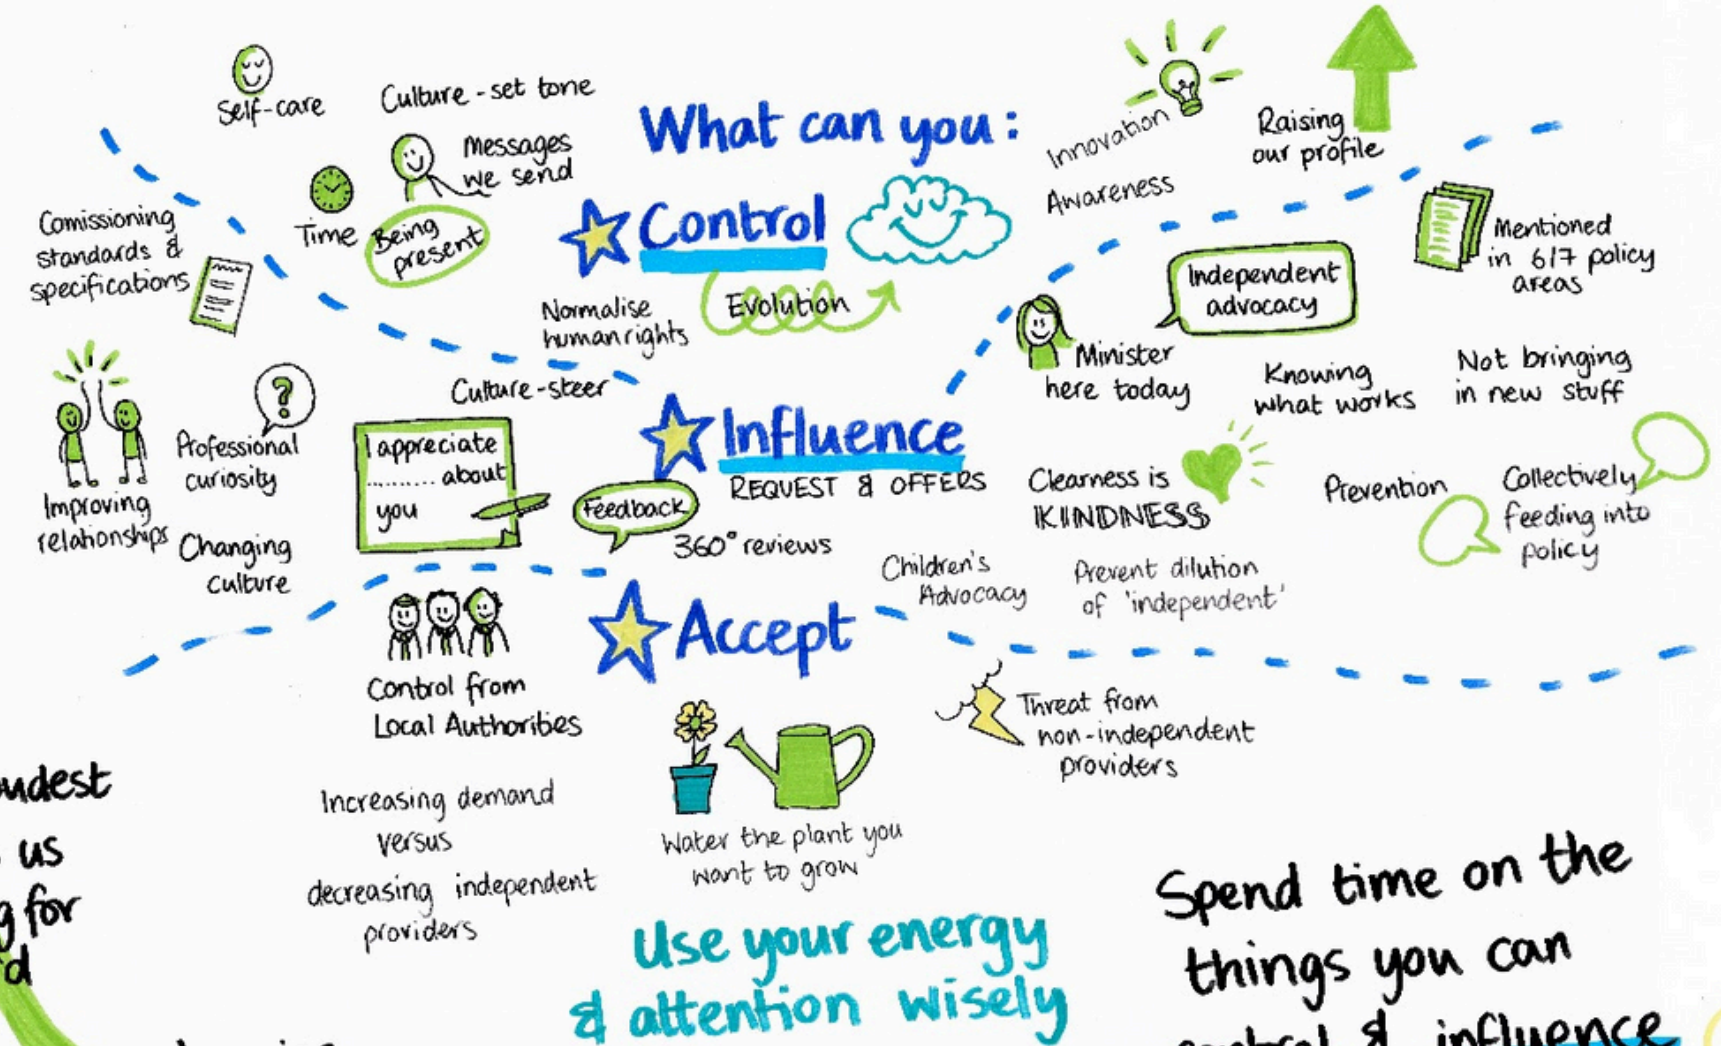 Self-care
Culture - set tone
Messages
we send
Time
Being
present
What can you:
Control
Normalise
human rights
Evolution
Innovation
Awareness
Raising
our profile
Comissioning
standards &
specifications
Improving
relationships
Professional
curiosity
Changing
culture
Culture - steer
I appreciate
.......... about
you
Feedback
360° reviews
Influence
REQUEST & OFFERS
Minister
here today
Independent
advocacy
Mentioned
in 6/7 policy
areas
Knowing
what works
Not bringing
in new stuff
Clearness is
KINDNESS
Prevention
Collectively
feeding into
policy
Children's
Advocacy
Prevent dilution
of 'independent'
Accept
Control from
Local Authorities
Increasing demand
versus
decreasing independent
providers
Water the plant you
want to grow
Threat from
non-independent
providers
us
for
Use your energy
& attention wisely
Spend time on the
things you can
control & influence